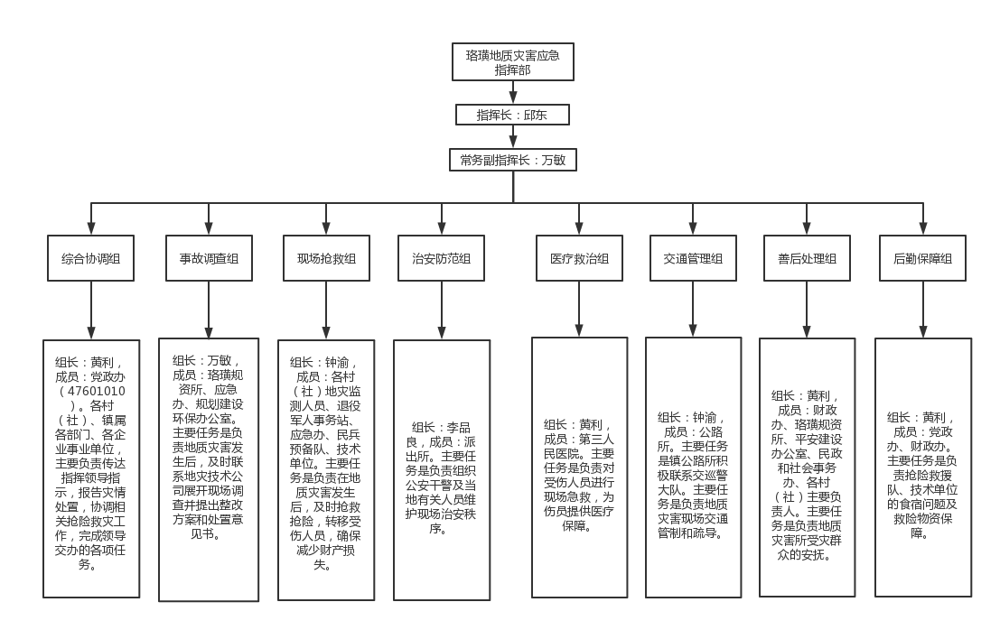 珞璜地质灾害应急
指挥部
指挥长：邱东
常务副指挥长：万敏
综合协调组
事故调查组
现场抢救组
治安防范组
医疗救治组
交通管理组
善后处理组
后勤保障组
组长：黄利，
成员：党政办
（47601010
）。各村
（社）、镇属
各部门、各企
业事业单位，
主要负责传达
指挥领导指
示，报告灾情
处置，协调相
关抢险救灾工
作，完成领导
交办的各项任
务。
组长：万敏，
成员：珞璜规
资所、应急
办、规划建设
环保办公室。
主要任务是负
责地质灾害发
生后，及时联
系地灾技术公
司展开现场调
查并提出整改
方案和处置意
见书。
组长：钟渝，
成员：各村
（社）地灾监
测人员、退役
军人事务站、
应急办、民兵
预备队、技术
单位。主要任
务是负责在地
质灾害发生
后，及时抢救
抢险，转移受
伤人员，确保
减少财产损
失。
组长：李品
良，成员：派
出所。主要任
务是负责组织
公安干警及当
地有关人员维
护现场治安秩
序。
组长：黄利，
成员：第三人
民医院。主要
任务是负责对
受伤人员进行
现场急救，为
伤员提供医疗
保障。
组长：钟渝，
成员：公路
所。主要任务
是镇公路所积
极联系交巡警
大队。主要任
务是负责地质
灾害现场交通
管制和疏导。
组长：黄利，
成员：财政
办、珞璜规资
所、平安建设
办公室、民政
和社会事务
办、各村
（社）主要负
责人。主要任
务是负责地质
灾害所受灾群
众的安抚。
组长：黄利，
成员：党政
办、财政办。
主要任务是负
责抢险救援
队、技术单位
的食宿问题及
救险物资保
障。